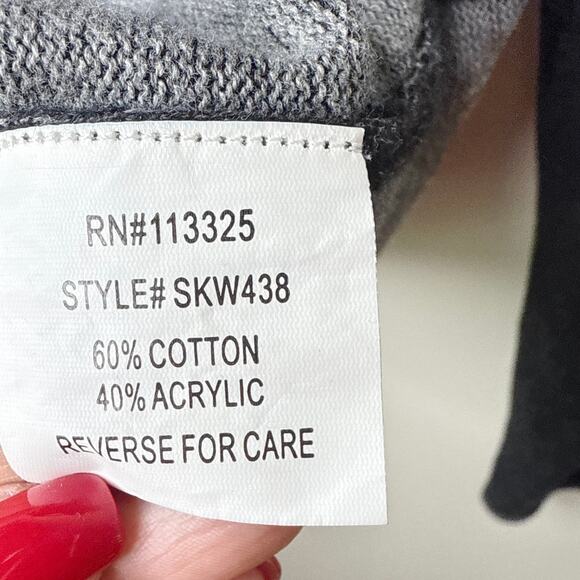 RN#113325
STYLE# SKW438
60% COTTON
40% ACRYLIC
REVERSE FOR CARE